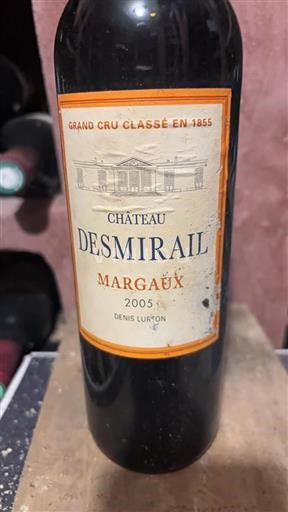 GRAND CRU CLASSÉ EN 1855
CHÂTEAU
DESMIRAIL
MARGAUX
2005
DENIS LURTON